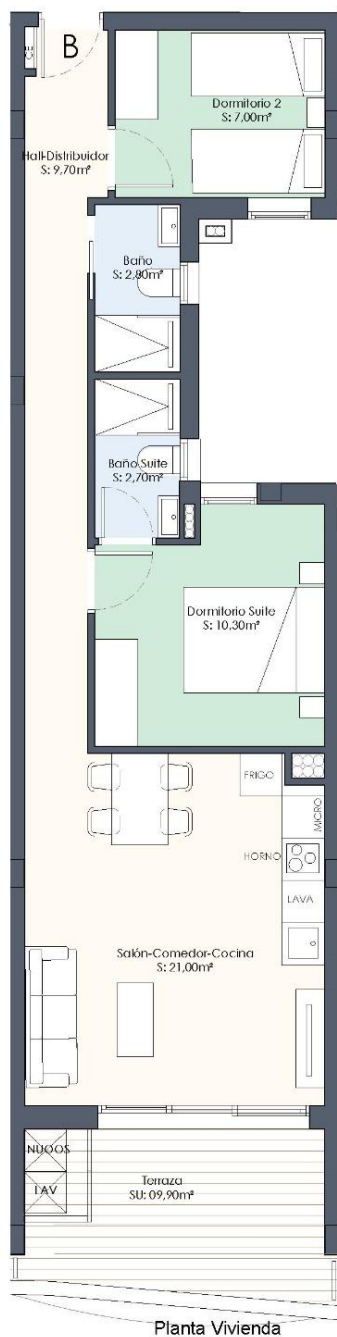 B
Dormitorio 2
S: 7,00m²
Hall-Distribuidor
S: 9,70m²
Baño
S: 2,80m²
Baño Suite
S: 2,70m²
Dormitorio Suite
S: 10,30m²
FRIGO
MICRO
HORNO
LAVA
Salón-Comedor-Cocina
S: 21,00m²
LAV
Terraza
SU: 09,90m²
Planta Vivienda